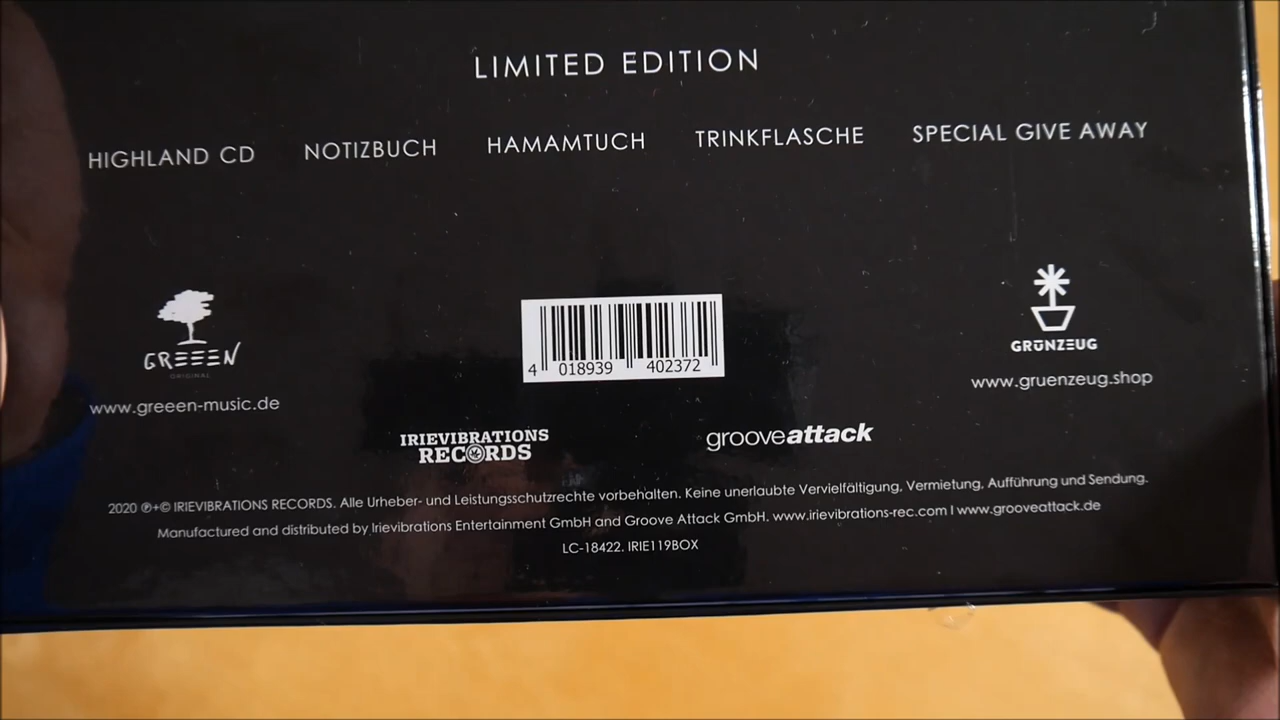 LIMITED EDITION
HIGHLAND CD NOTIZBUCH HAMAMTUCH TRINKFLASCHE SPECIAL GIVE AWAY
GREEEN
ORIGINAL
www.greeen-music.de
4 018939 402372
GRÜNZEUG
www.gruenzeug.shop
IRIEVIBRATIONS
RECORDS
grooveattack
2020 ℗+© IRIEVIBRATIONS RECORDS. Alle Urheber- und Leistungsschutzrechte vorbehalten. Keine unerlaubte Vervielfältigung, Vermietung, Aufführung und Sendung.
Manufactured and distributed by Irievibrations Entertainment GmbH and Groove Attack GmbH. www.irievibrations-rec.com I www.grooveattack.de
LC-18422. IRIE119BOX